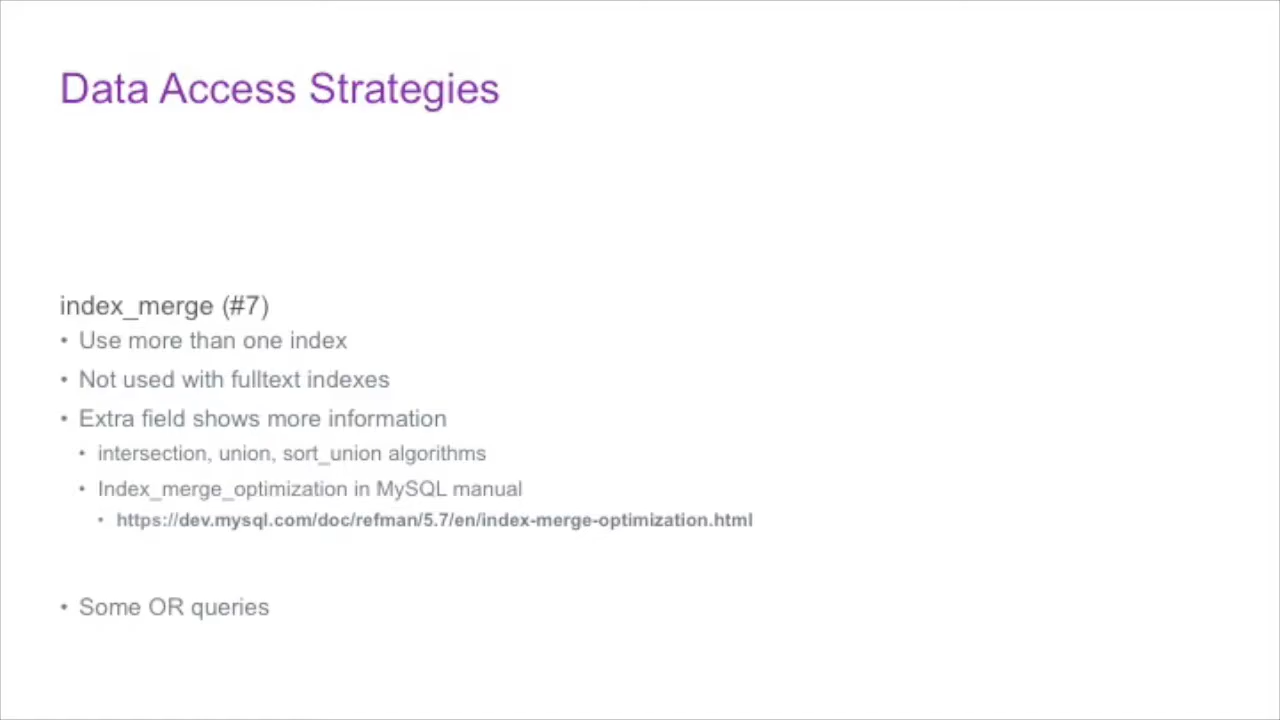 Data Access Strategies
index_merge (#7)
• Use more than one index
• Not used with fulltext indexes
• Extra field shows more information
• intersection, union, sort_union algorithms
• Index_merge_optimization in MySQL manual
• https://dev.mysql.com/doc/refman/5.7/en/index-merge-optimization.html
• Some OR queries